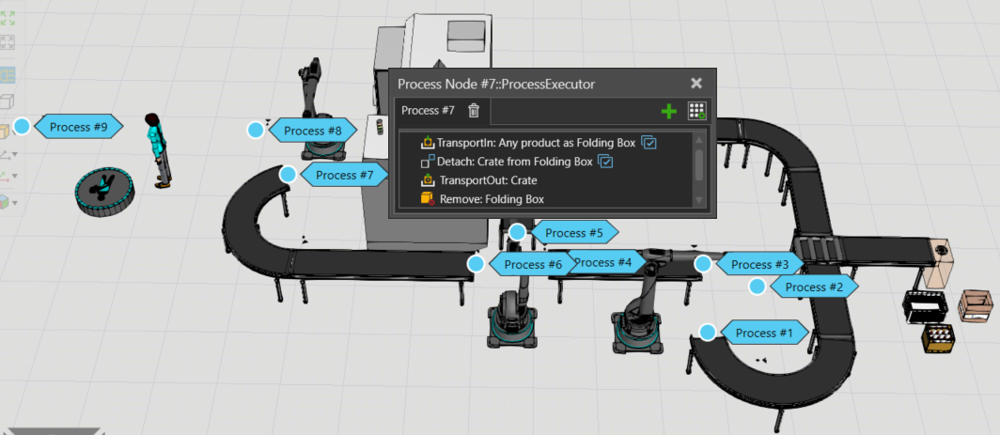 Process Node #7::ProcessExecutor
Process #7
TransportIn: Any product as Folding Box
Detach: Crate from Folding Box
TransportOut: Crate
Remove: Folding Box
Process #9
Process #8
Process #7
Process #5
Process #6
Process #4
Process #3
Process #2
Process #1